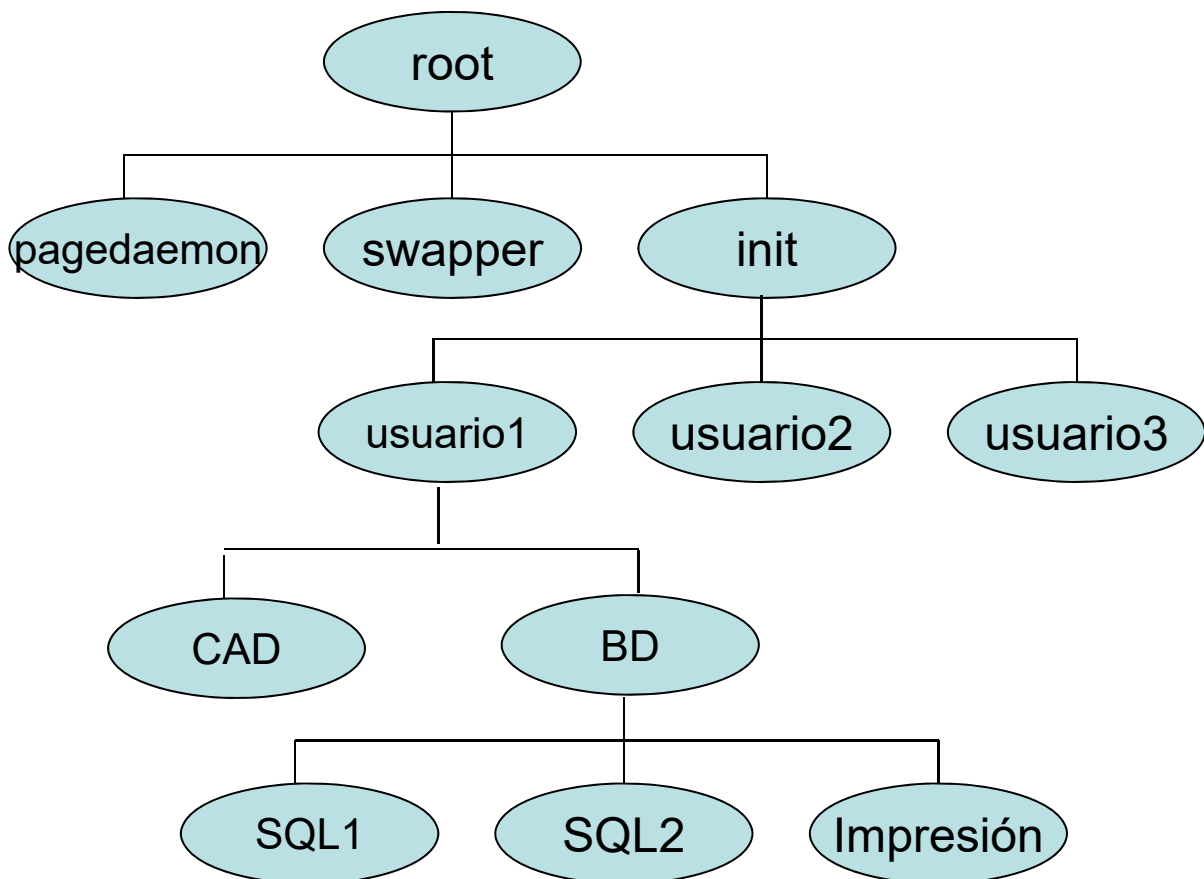 root
pagedaemon
swapper
init
usuario1
usuario2
usuario3
CAD
BD
SQL1
SQL2
Impresión